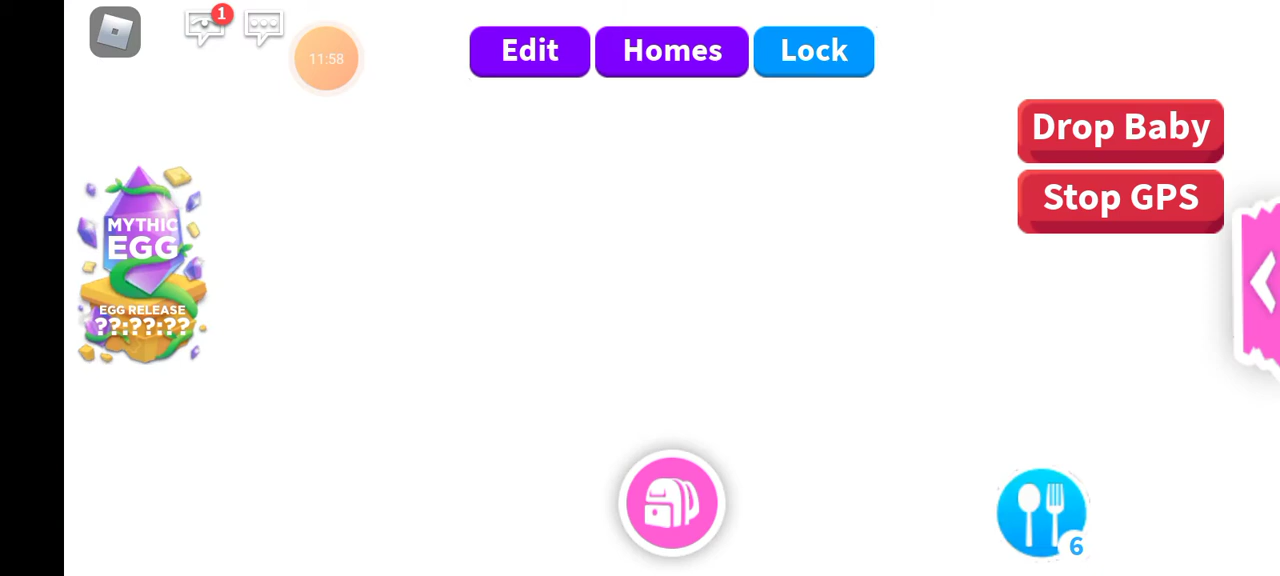 1
11:58
Edit
Homes
Lock
Drop Baby
Stop GPS
MYTHIC
EGG
EGG RELEASE
??:??:??
6